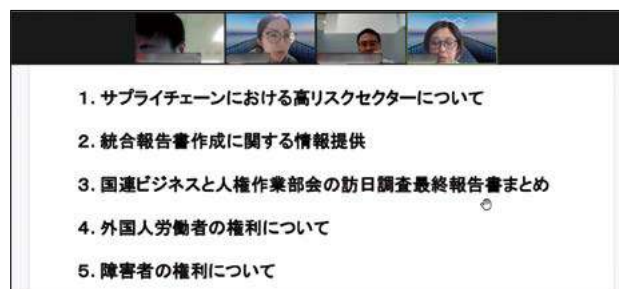 1. サプライチェーンにおける高リスクセクターについて
2. 統合報告書作成に関する情報提供
3. 国連ビジネスと人権作業部会の訪日調査最終報告書まとめ
4. 外国人労働者の権利について
5. 障害者の権利について